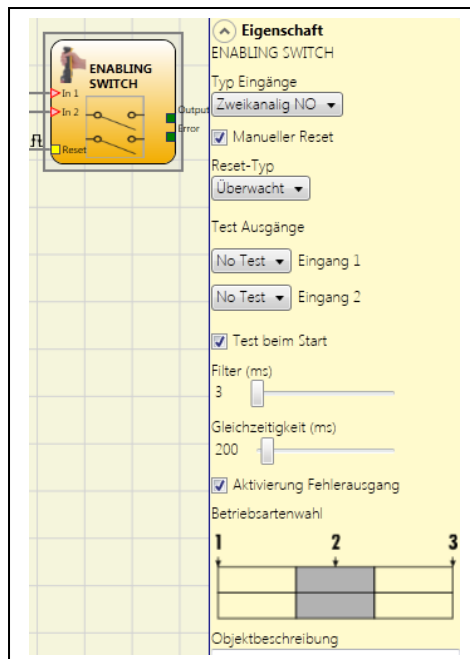 ENABLING
SWITCH
In 1
In 2
Reset
Output
Error
Eigenschaft
ENABLING SWITCH
Typ Eingänge
Zweikanalig NO
Manueller Reset
Reset-Typ
Überwacht
Test Ausgänge
No Test Eingang 1
No Test Eingang 2
Test beim Start
Filter (ms)
3
Gleichzeitigkeit (ms)
200
Aktivierung Fehlerausgang
Betriebsartenwahl
1 2 3
Objektbeschreibung